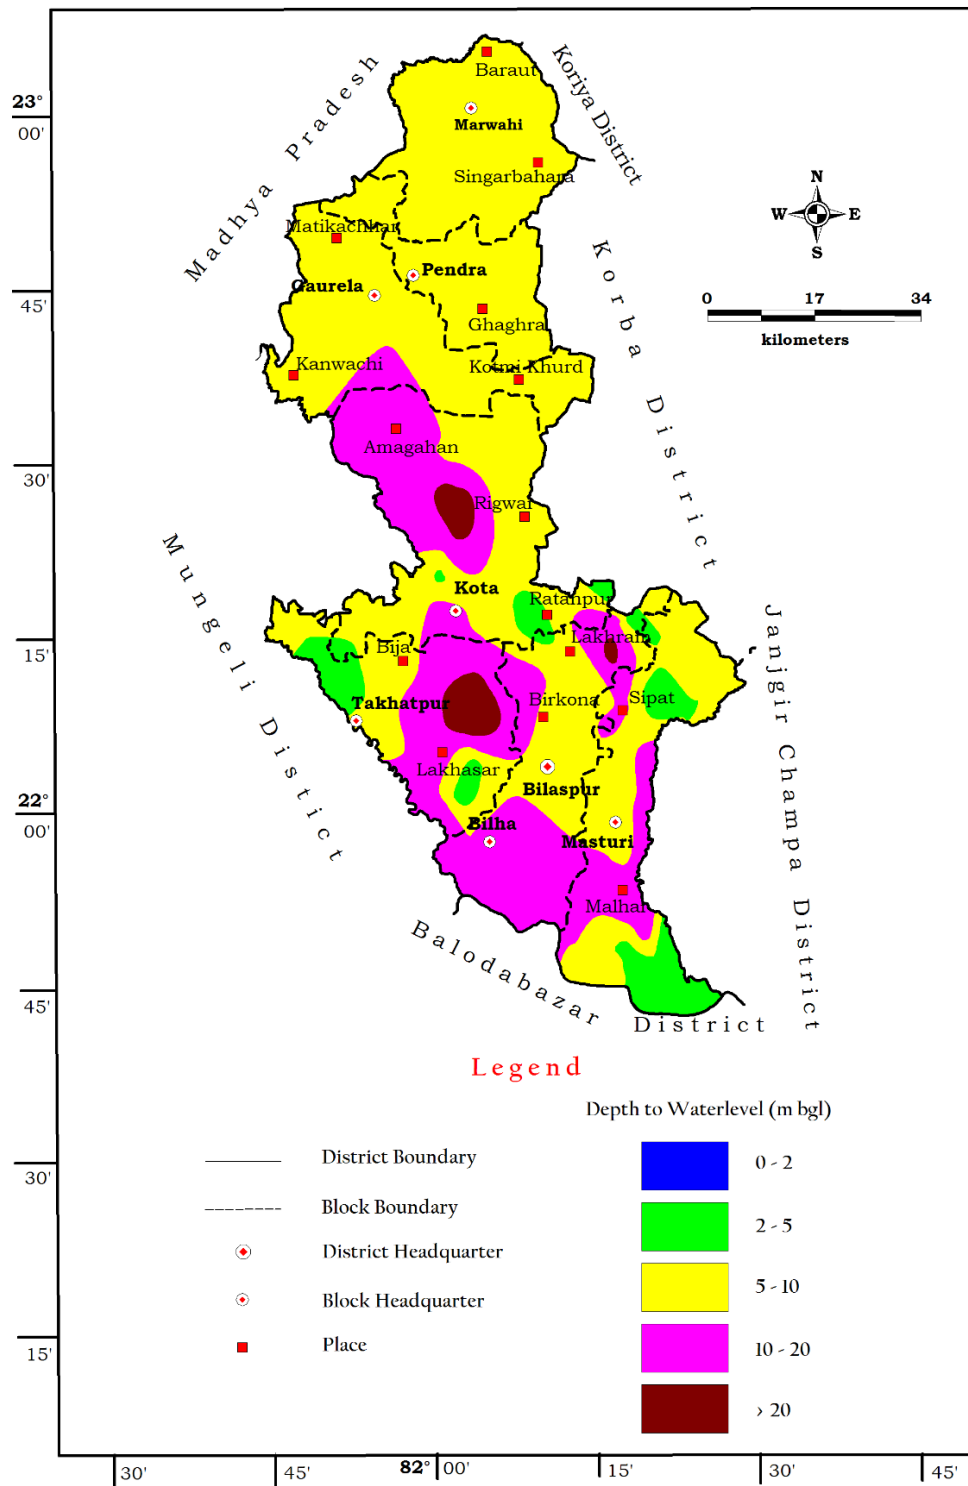 Baraut
Koriya District
Madhya Pradesh
23°
00'
Marwahi
Singarbahara
N
W
E
S
Matikachhar
Pendra
Gaurela
Korba District
45'
0
17
34
kilometers
Ghaghra
Kanwachi
Kotmi Khurd
Amagahan
30'
Rigwar
Mungeli District
Kota
Ratanpur
Janjgir Champa District
15'
Bija
Lakhram
Takhatpur
Birkona
Sipat
Lakhasar
Bilaspur
22°
00'
Bilha
Masturi
Malhar
Balodabazar District
45'
Legend
Depth to Waterlevel (m bgl)
District Boundary
0 - 2
30'
Block Boundary
2 - 5
District Headquarter
5 - 10
Block Headquarter
Place
10 - 20
15'
> 20
30'
45'
82° 00'
15'
30'
45'